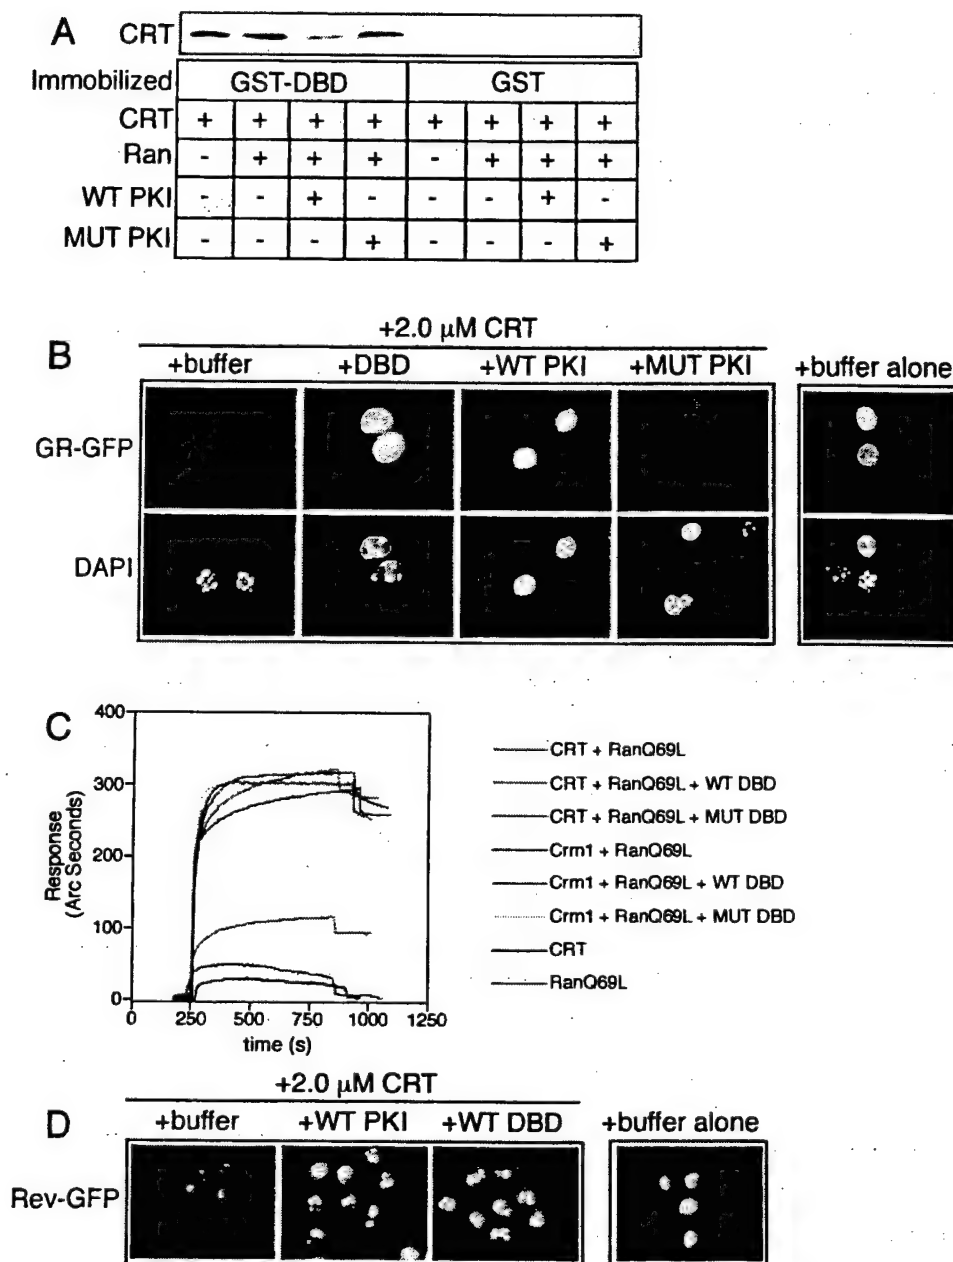 A CRT
Immobilized GST-DBD GST
CRT + + + + + + + +
Ran - + + + - + + +
WT PKI - - + - - - + -
MUT PKI - - - + - - - +
+2.0 μM CRT
B +buffer +DBD +WT PKI +MUT PKI +buffer alone
GR-GFP
DAPI
C
400
300
200
100
0
Response
(Arc Seconds)
0 250 500 750 1000 1250
time (s)
CRT + RanQ69L
CRT + RanQ69L + WT DBD
CRT + RanQ69L + MUT DBD
Crm1 + RanQ69L
Crm1 + RanQ69L + WT DBD
Crm1 + RanQ69L + MUT DBD
CRT
RanQ69L
+2.0 μM CRT
D +buffer +WT PKI +WT DBD +buffer alone
Rev-GFP